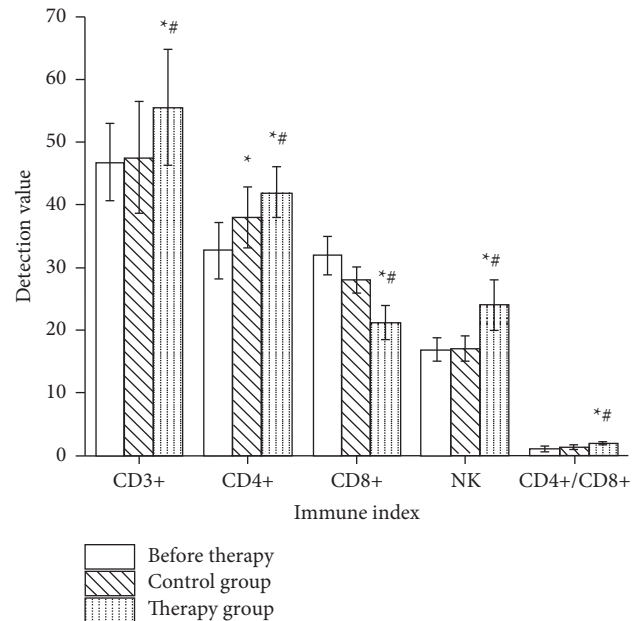 70
60
50
40
30
20
10
0
Detection value
*#
*
*#
*#
*#
*#
CD3+ CD4+ CD8+ NK CD4+/CD8+
Immune index
Before therapy
Control group
Therapy group